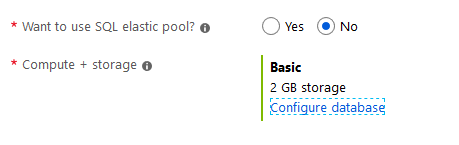 * Want to use SQL elastic pool? Yes No
* Compute + storage
Basic
2 GB storage
Configure database